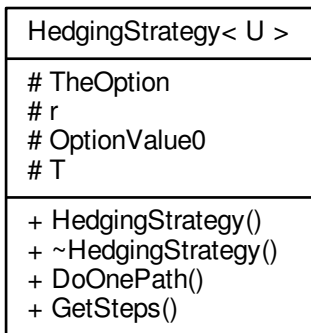 HedgingStrategy< U >
# TheOption
# r
# OptionValue0
# T
+ HedgingStrategy()
+ ~HedgingStrategy()
+ DoOnePath()
+ GetSteps()